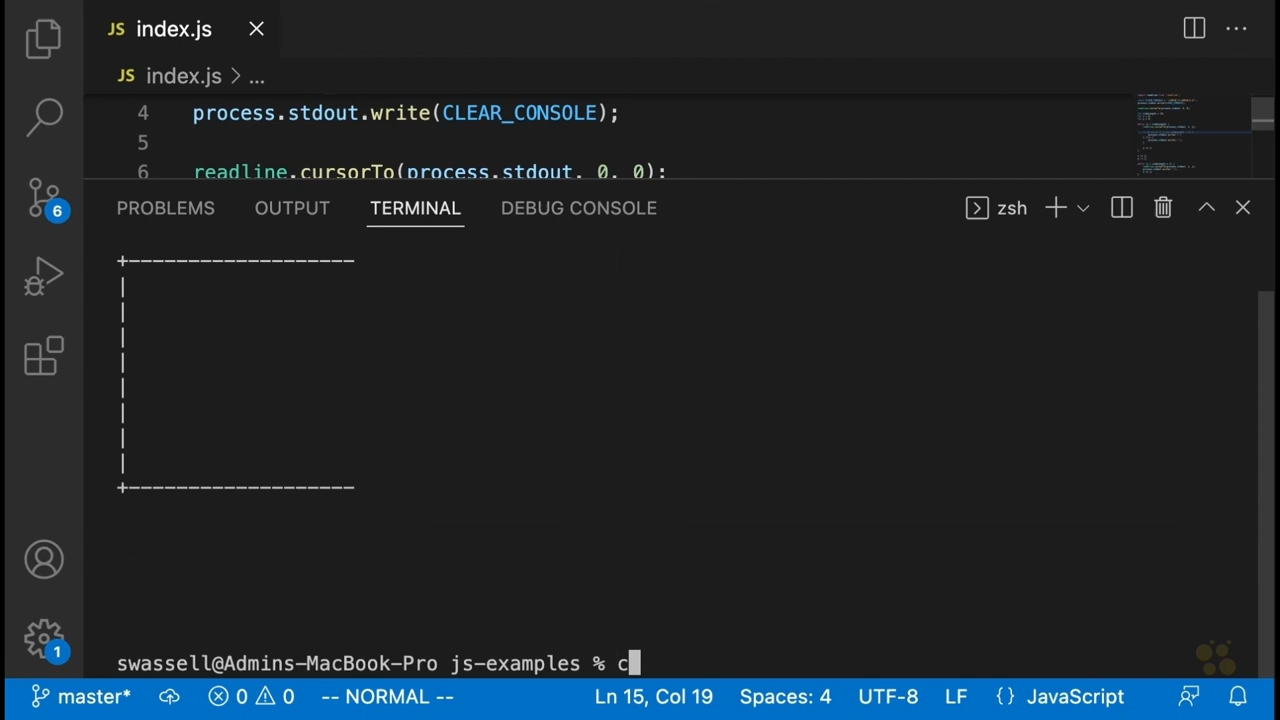 JS index.js
JS index.js > ...
4 process.stdout.write(CLEAR_CONSOLE);
5
6 readline.cursorTo(process.stdout, 0, 0);
6
PROBLEMS OUTPUT TERMINAL DEBUG CONSOLE zsh
+-------------------
|
|
|
|
|
|
|
|
+-------------------
swassell@Admins-MacBook-Pro js-examples % c
1
master* 0 0 -- NORMAL -- Ln 15, Col 19 Spaces: 4 UTF-8 LF {} JavaScript